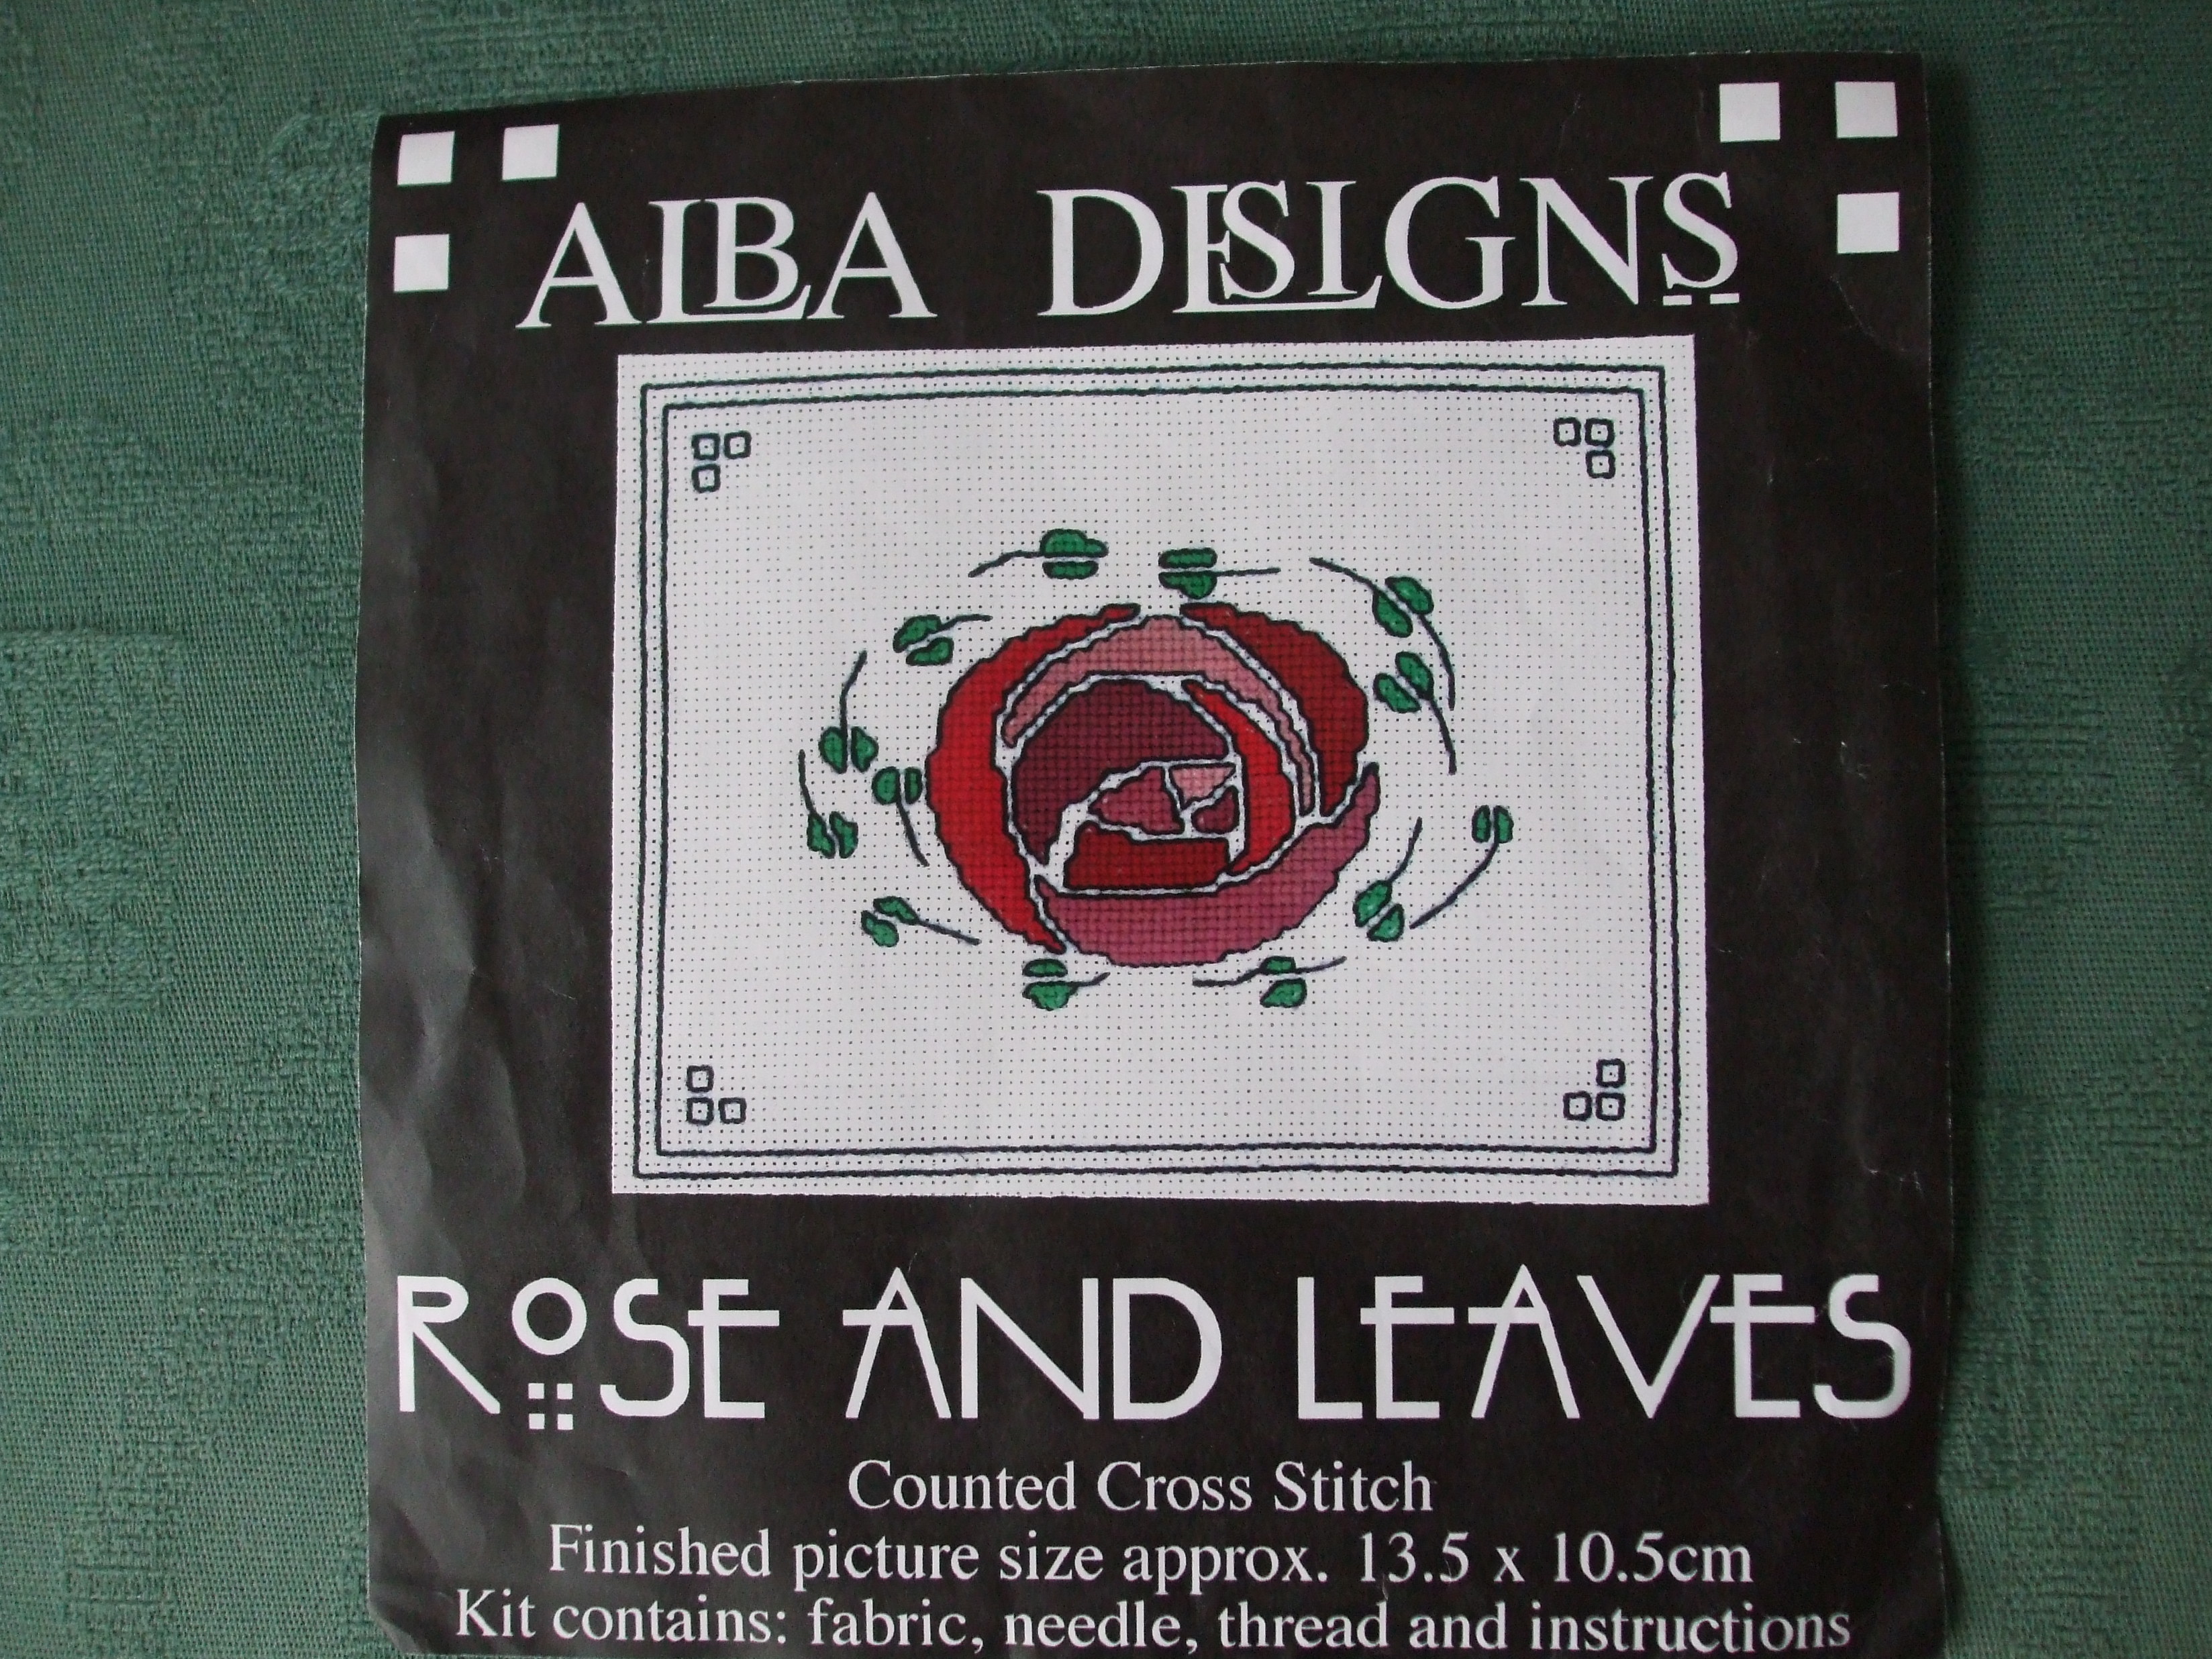 ALBA DESIGNS
ROSE AND LEAVES
Counted Cross Stitch
Finished picture size approx. 13.5 x 10.5cm
Kit contains: fabric, needle, thread and instructions